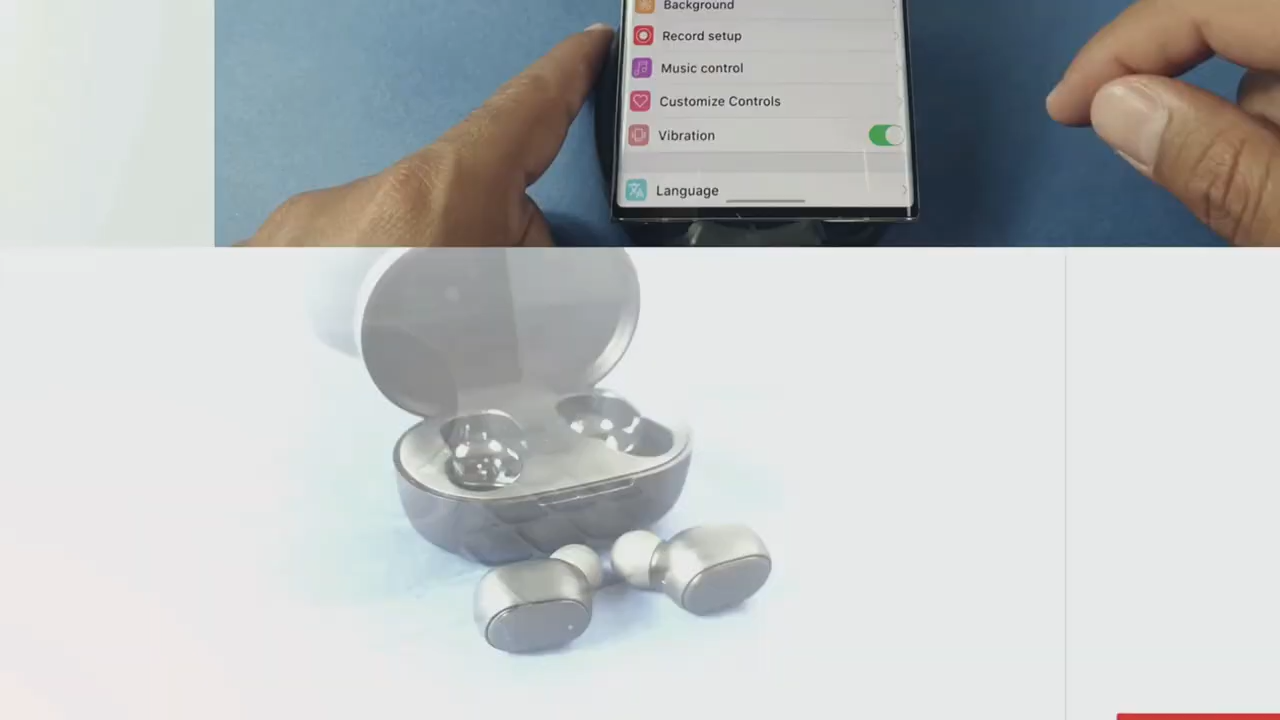 Background
Record setup
Music control
Customize Controls
Vibration
Language